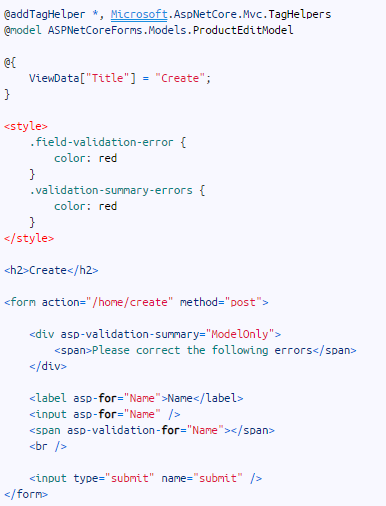 @addTagHelper *, Microsoft.AspNetCore.Mvc.TagHelpers
@model ASPNetCoreForms.Models.ProductEditModel
@{
    ViewData["Title"] = "Create";
}
<style>
    .field-validation-error {
        color: red
    }
    .validation-summary-errors {
        color: red
    }
</style>
<h2>Create</h2>
<form action="/home/create" method="post">
    <div asp-validation-summary="ModelOnly">
        <span>Please correct the following errors</span>
    </div>
    <label asp-for="Name">Name</label>
    <input asp-for="Name" />
    <span asp-validation-for="Name"></span>
    <br />
    <input type="submit" name="submit" />
</form>